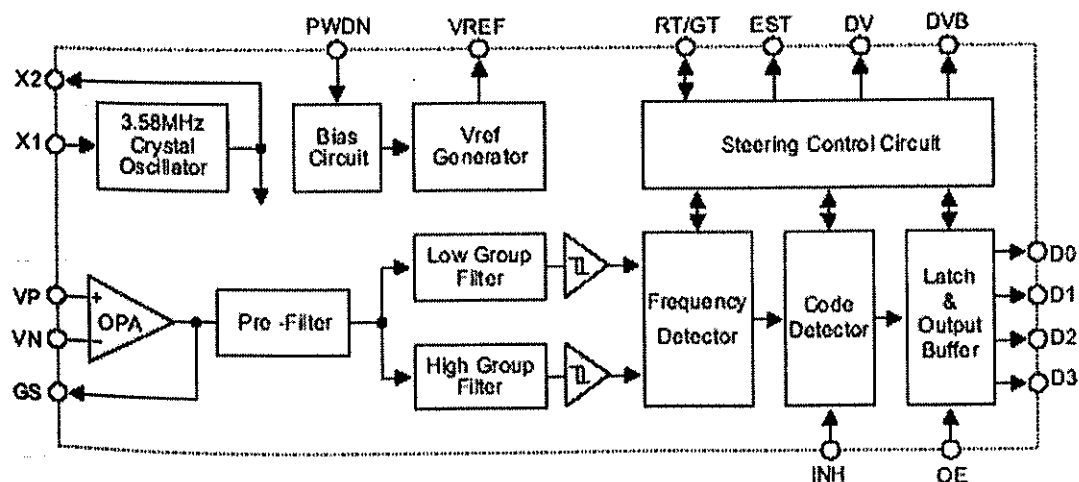 PWDN VREF RT/GT EST DV DVB
X2
X1
3.58MHz
Crystal
Oscillator
Bias
Circuit
Vref
Generator
Steering Control Circuit
VP
VN
GS
+
−
OPA
Pre -Filter
Low Group
Filter
High Group
Filter
Frequency
Detector
Code
Detector
Latch
&
Output
Buffer
D0
D1
D2
D3
INH OE